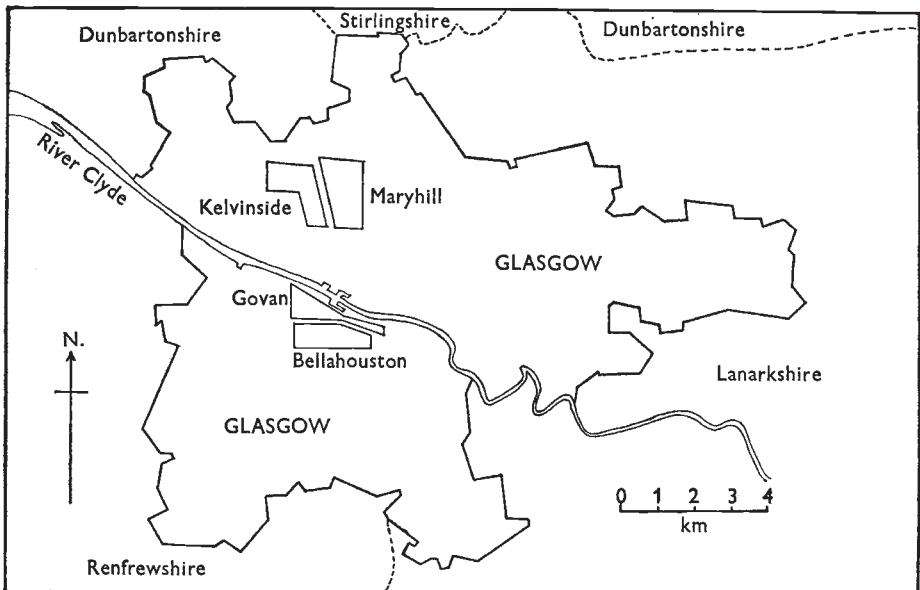 Stirlingshire
Dunbartonshire
Dunbartonshire
River Clyde
Kelvinside
Maryhill
GLASGOW
Govan
Bellahouston
N.
Lanarkshire
GLASGOW
0 1 2 3 4
km
Renfrewshire